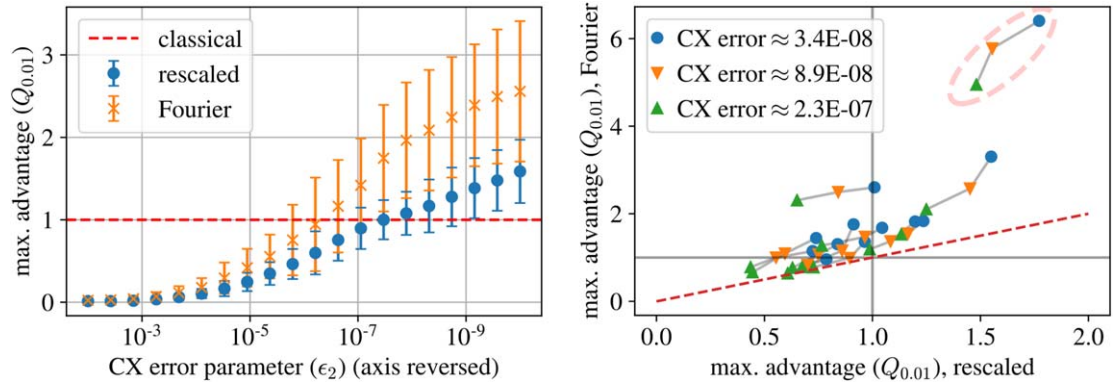 max. advantage (Q0.01)
3
2
1
0
classical
rescaled
Fourier
10-3
10-5
10-7
10-9
CX error parameter (ϵ2) (axis reversed)
max. advantage (Q0.01), Fourier
6
4
2
0
CX error ≈ 3.4E-08
CX error ≈ 8.9E-08
CX error ≈ 2.3E-07
0.0
0.5
1.0
1.5
2.0
max. advantage (Q0.01), rescaled